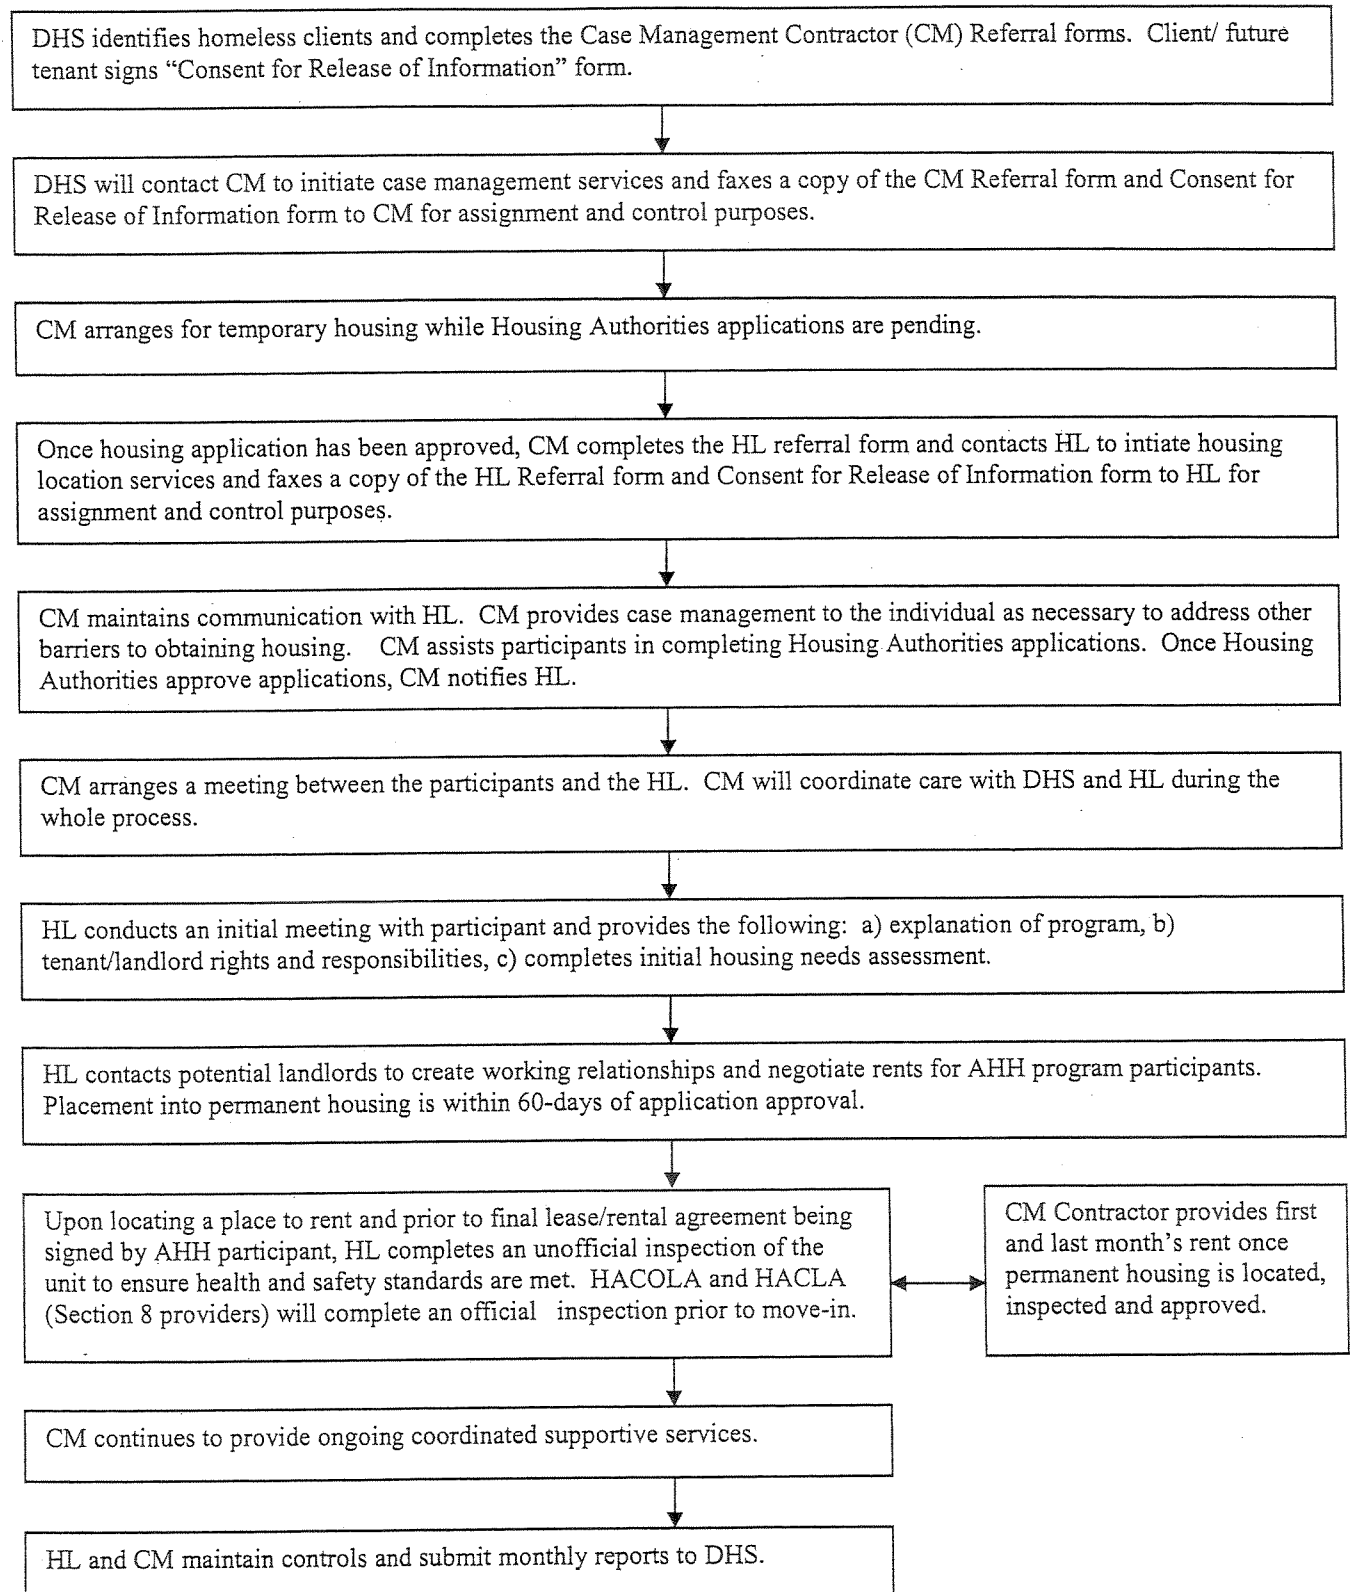 DHS identifies homeless clients and completes the Case Management Contractor (CM) Referral forms.  Client/ future
tenant signs “Consent for Release of Information” form.
DHS will contact CM to initiate case management services and faxes a copy of the CM Referral form and Consent for
Release of Information form to CM for assignment and control purposes.
CM arranges for temporary housing while Housing Authorities applications are pending.
Once housing application has been approved, CM completes the HL referral form and contacts HL to intiate housing
location services and faxes a copy of the HL Referral form and Consent for Release of Information form to HL for
assignment and control purposes.
CM maintains communication with HL.  CM provides case management to the individual as necessary to address other
barriers to obtaining housing.    CM assists participants in completing Housing Authorities applications.  Once Housing
Authorities approve applications, CM notifies HL.
CM arranges a meeting between the participants and the HL.  CM will coordinate care with DHS and HL during the
whole process.
HL conducts an initial meeting with participant and provides the following:  a) explanation of program, b)
tenant/landlord rights and responsibilities, c) completes initial housing needs assessment.
HL contacts potential landlords to create working relationships and negotiate rents for AHH program participants.
Placement into permanent housing is within 60-days of application approval.
Upon locating a place to rent and prior to final lease/rental agreement being
signed by AHH participant, HL completes an unofficial inspection of the
unit to ensure health and safety standards are met.  HACOLA and HACLA
(Section 8 providers) will complete an official   inspection prior to move-in.
CM Contractor provides first
and last month’s rent once
permanent housing is located,
inspected and approved.
CM continues to provide ongoing coordinated supportive services.
HL and CM maintain controls and submit monthly reports to DHS.